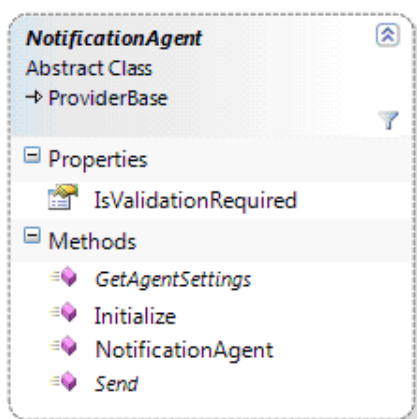 NotificationAgent
Abstract Class
→ ProviderBase
Properties
IsValidationRequired
Methods
GetAgentSettings
Initialize
NotificationAgent
Send